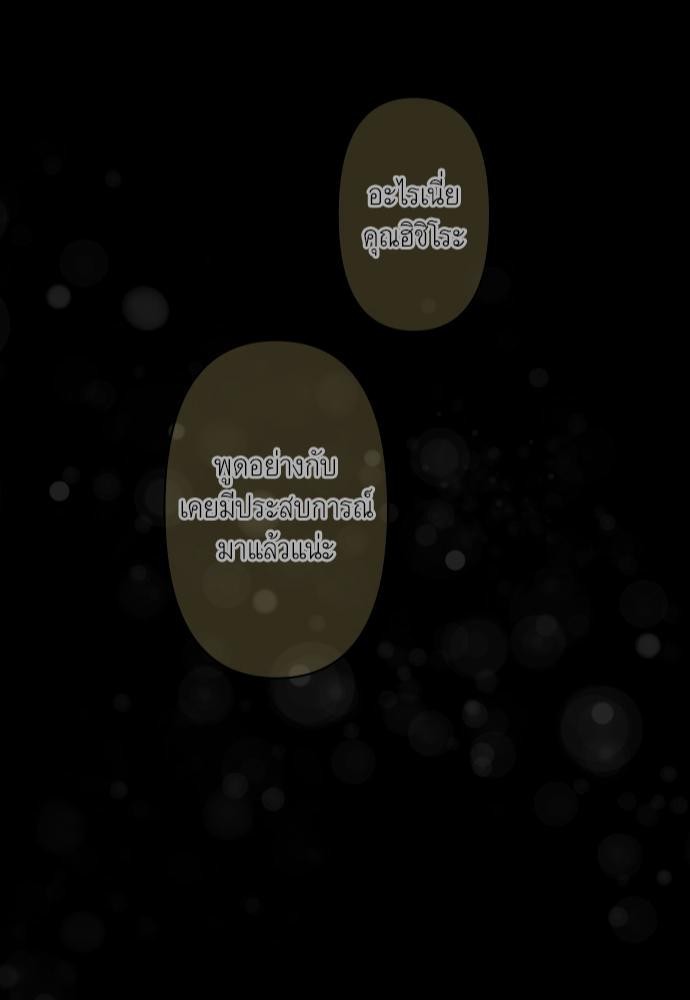 อะไรเนี่ย
คุณฮิชิโระ
พูดอย่างกับ
เคยมีประสบการณ์
มาแล้วแน่ะ